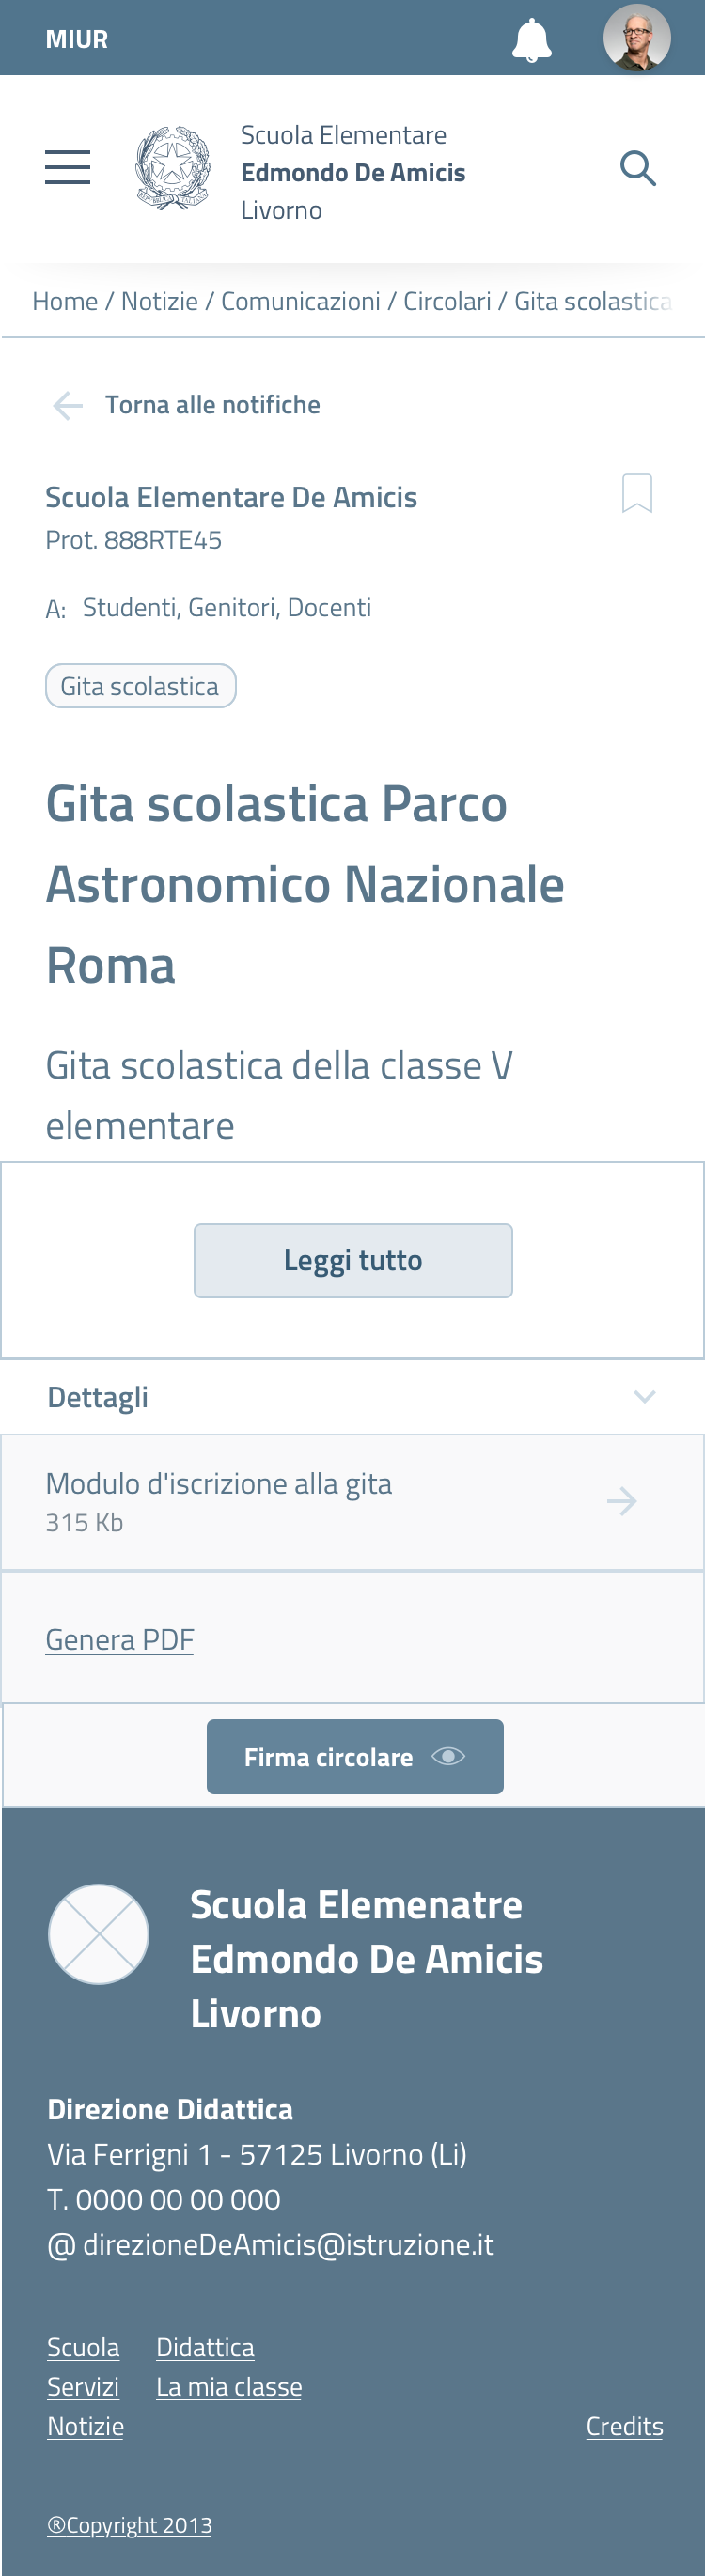 MIUR
Scuola Elementare
Edmondo De Amicis
Livorno
Home / Notizie / Comunicazioni / Circolari / Gita scolastica
Torna alle notifiche
Scuola Elementare De Amicis
Prot. 888RTE45
A: Studenti, Genitori, Docenti
Gita scolastica
Gita scolastica Parco
Astronomico Nazionale
Roma
Gita scolastica della classe V
elementare
Leggi tutto
Dettagli
Modulo d'iscrizione alla gita
315 Kb
Genera PDF
Firma circolare
Scuola Elemenatre
Edmondo De Amicis
Livorno
Direzione Didattica
Via Ferrigni 1 - 57125 Livorno (Li)
T. 0000 00 00 000
@ direzioneDeAmicis@istruzione.it
Scuola Didattica
Servizi La mia classe
Notizie Credits
®Copyright 2013